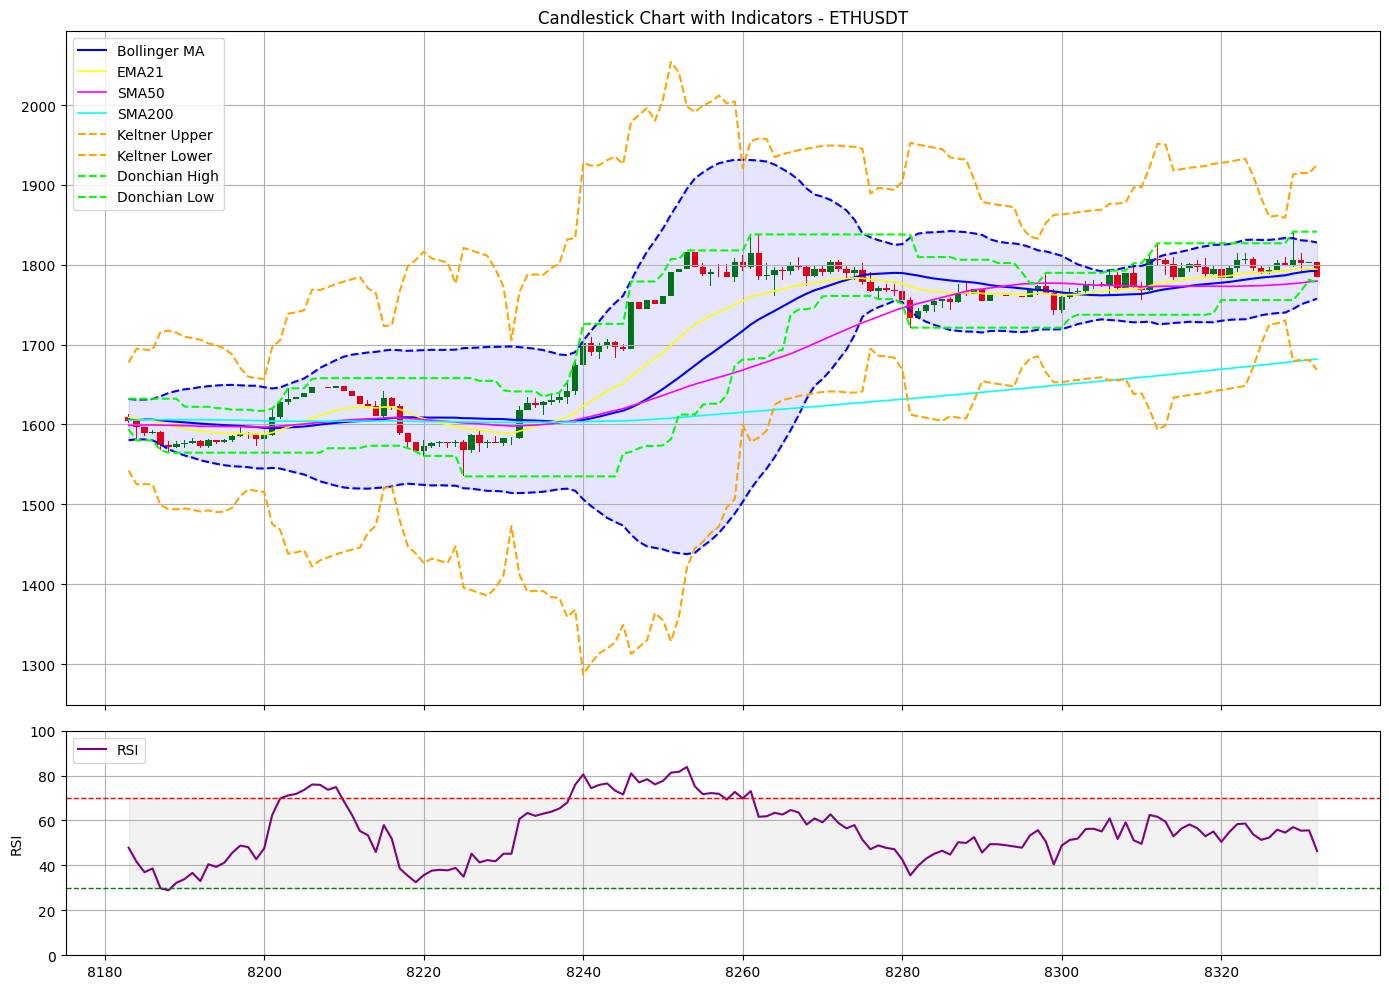 Candlestick Chart with Indicators - ETHUSDT
Bollinger MA
EMA21
SMA50
SMA200
Keltner Upper
Keltner Lower
Donchian High
Donchian Low
2000
1900
1800
1700
1600
1500
1400
1300
RSI
RSI
100
80
60
40
20
0
8180 8200 8220 8240 8260 8280 8300 8320